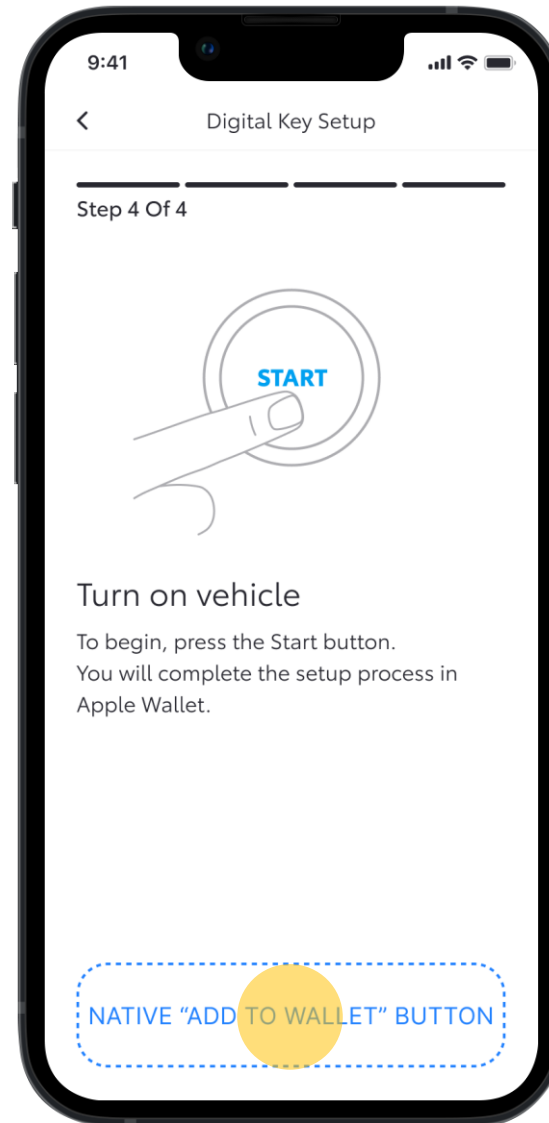 9:41
Digital Key Setup
Step 4 Of 4
START
Turn on vehicle
To begin, press the Start button.
You will complete the setup process in
Apple Wallet.
NATIVE “ADD TO WALLET” BUTTON